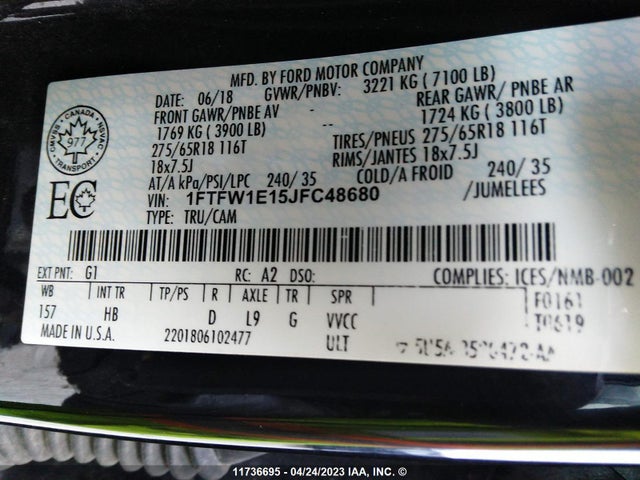 MFD. BY FORD MOTOR COMPANY
DATE: 06/18 GVWR/PNBV: 3221 KG ( 7100 LB)
FRONT GAWR/PNBE AV - REAR GAWR/ PNBE AR
1769 KG ( 3900 LB) - 1724 KG ( 3800 LB)
275/65R18 116T TIRES/PNEUS 275/65R18 116T
18x7.5J RIMS/JANTES 18x7.5J
AT/A kPa/PSI/LPC 240/ 35 COLD/A FROID 240/ 35
VIN: 1FTFW1E15JFC48680 /JUMELEES
TYPE: TRU/CAM
CANADA
CMVSS NSVAC
977
TRANSPORT
EC
EXT PNT: G1 RC: A2 DSO: COMPLIES: ICES/NMB-002
WB INT TR TP/PS R AXLE TR SPR F0161
157 HB D L9 G VVCC T0619
MADE IN U.S.A. 2201806102477 ULT
11736695 - 04/24/2023 IAA, INC. ©